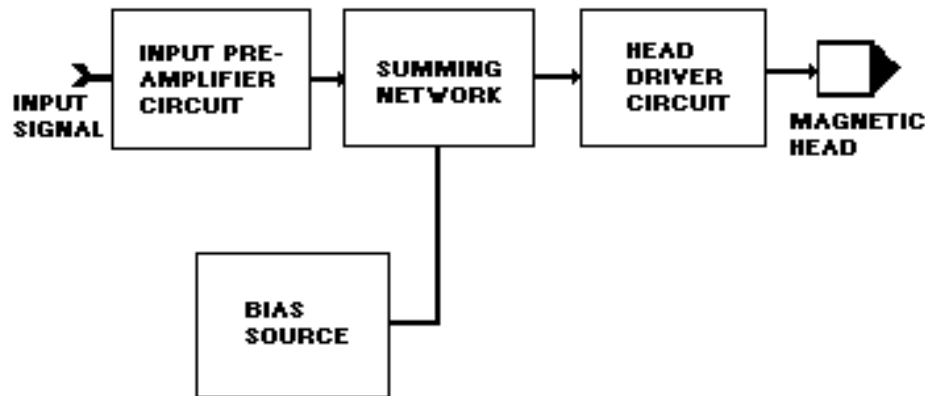 INPUT
SIGNAL
INPUT PRE-
AMPLIFIER
CIRCUIT
SUMMING
NETWORK
HEAD
DRIVER
CIRCUIT
MAGNETIC
HEAD
BIAS
SOURCE